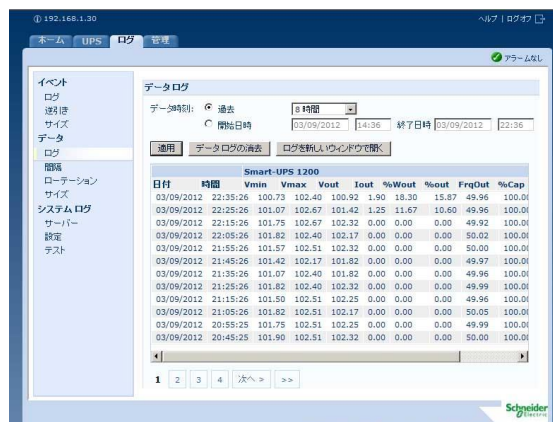 192.168.1.30
ヘルプ | ログオフ
ホーム UPS ログ 管理
アラームなし
イベント
ログ
逆引き
サイズ
データ
ログ
間隔
ローテーション
サイズ
システム ログ
サーバー
設定
テスト
データ ログ
データ時刻: 過去 8 時間
開始日時 03/09/2012 14:36 終了日時 03/09/2012 22:36
適用 データ ログの消去 ログを新しいウィンドウで開く
Smart-UPS 1200
日付 時間 Vmin Vmax Vout Iout %Wout %out FrqOut %Cap
03/09/2012 22:35:26 100.73 102.40 100.92 1.90 18.30 15.87 49.96 100.00
03/09/2012 22:25:26 101.07 102.67 101.42 1.25 11.67 10.60 49.96 100.00
03/09/2012 22:15:26 101.75 102.67 102.32 0.00 0.00 0.00 49.92 100.00
03/09/2012 22:05:26 101.82 102.40 102.17 0.00 0.00 0.00 50.02 100.00
03/09/2012 21:55:26 101.57 102.51 102.32 0.00 0.00 0.00 50.00 100.00
03/09/2012 21:45:26 101.42 102.17 101.82 0.00 0.00 0.00 49.97 100.00
03/09/2012 21:35:26 101.07 102.40 101.82 0.00 0.00 0.00 49.96 100.00
03/09/2012 21:25:26 101.82 102.40 102.32 0.00 0.00 0.00 49.99 100.00
03/09/2012 21:15:26 101.50 102.51 102.25 0.00 0.00 0.00 49.96 100.00
03/09/2012 21:05:26 101.82 102.51 102.17 0.00 0.00 0.00 50.05 100.00
03/09/2012 20:55:25 101.75 102.51 102.25 0.00 0.00 0.00 49.99 100.00
03/09/2012 20:45:25 101.90 102.51 102.32 0.00 0.00 0.00 50.00 100.00
1 2 3 4 次へ > >>
Schneider
Electric